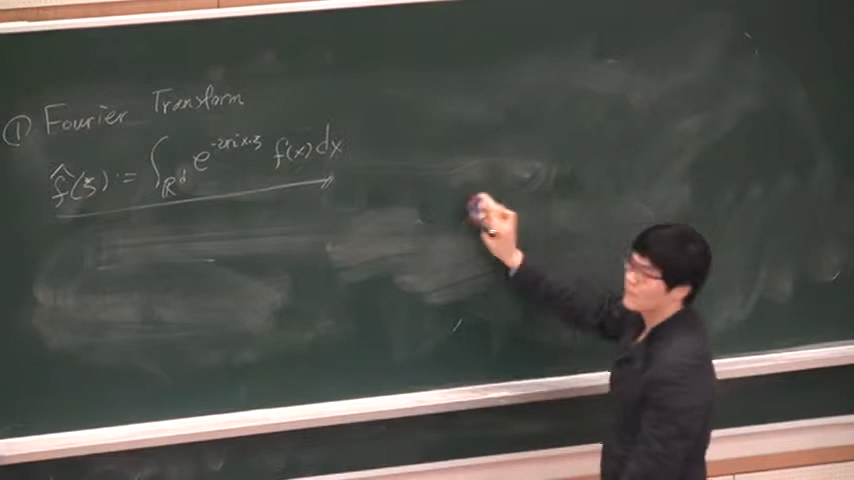 ① Fourier Transform
f̂(ξ) := ∫_{ℝ^d} e^{-2πix·ξ} f(x)dx